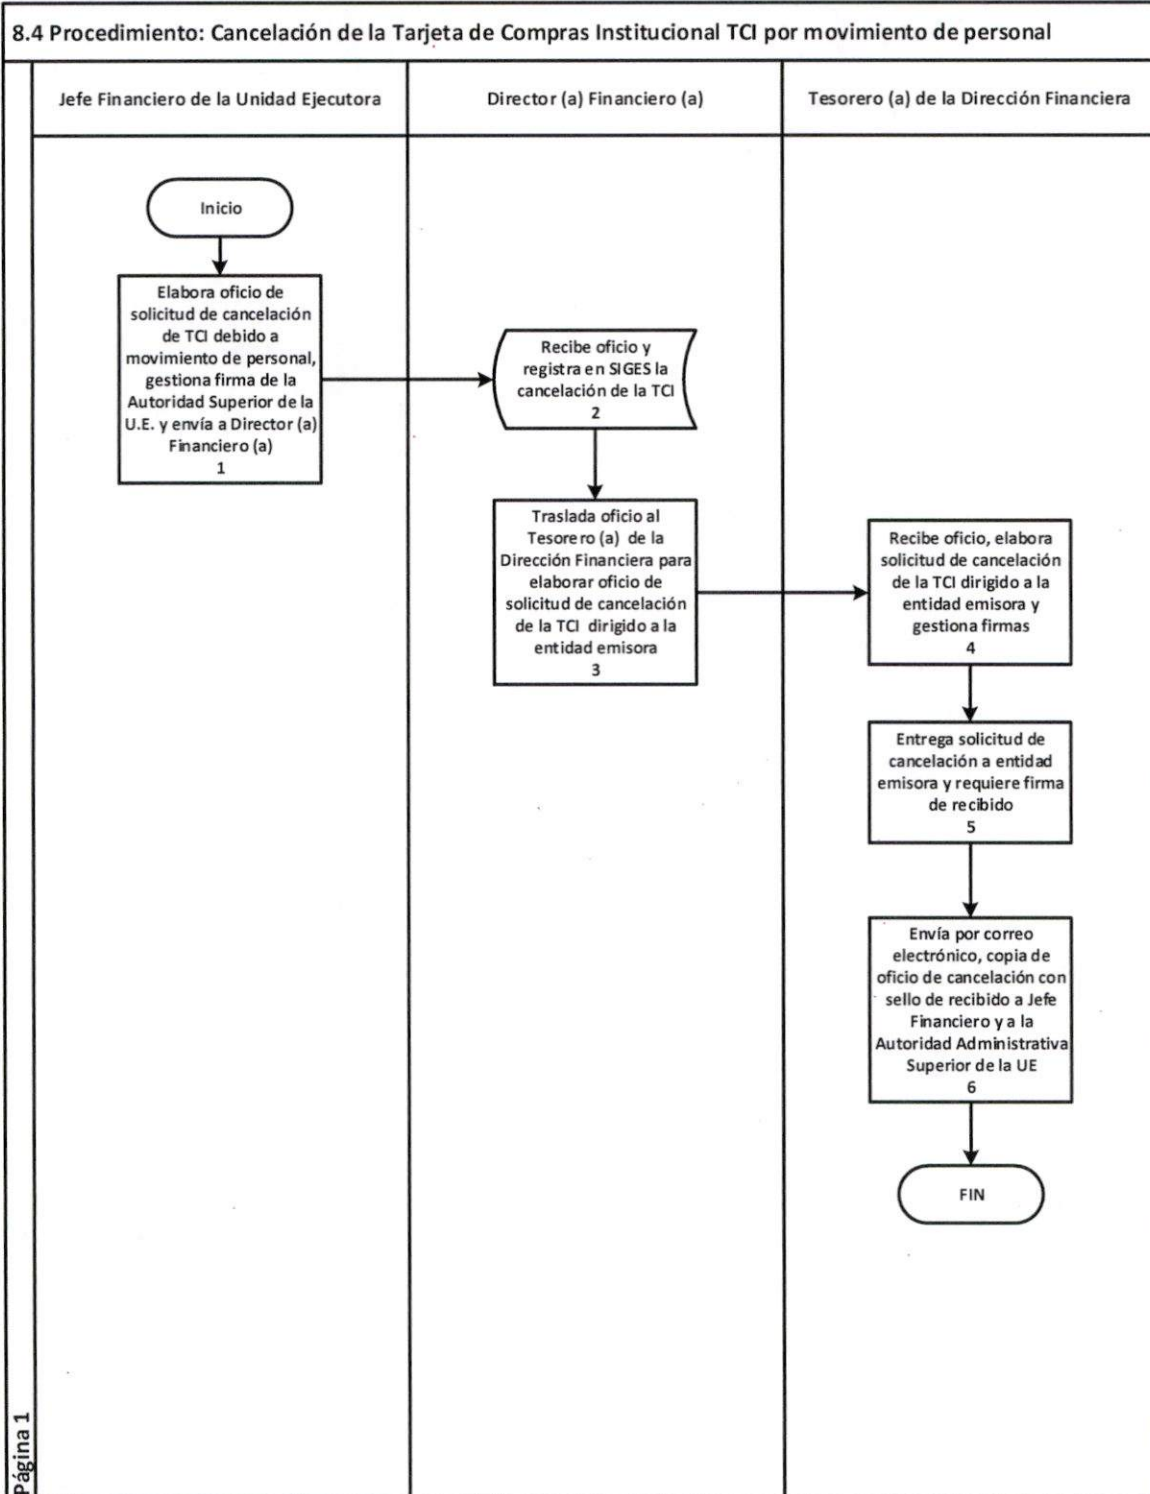 8.4 Procedimiento: Cancelación de la Tarjeta de Compras Institucional TCI por movimiento de personal
Jefe Financiero de la Unidad Ejecutora
Director (a) Financiero (a)
Tesorero (a) de la Dirección Financiera
Inicio
Elabora oficio de
solicitud de cancelación
de TCI debido a
movimiento de personal,
gestiona firma de la
Autoridad Superior de la
U.E. y envía a Director (a)
Financiero (a)
1
Recibe oficio y
registra en SIGES la
cancelación de la TCI
2
Traslada oficio al
Tesorero (a) de la
Dirección Financiera para
elaborar oficio de
solicitud de cancelación
de la TCI dirigido a la
entidad emisora
3
Recibe oficio, elabora
solicitud de cancelación
de la TCI dirigido a la
entidad emisora y
gestiona firmas
4
Entrega solicitud de
cancelación a entidad
emisora y requiere firma
de recibido
5
Envía por correo
electrónico, copia de
oficio de cancelación con
sello de recibido a Jefe
Financiero y a la
Autoridad Administrativa
Superior de la UE
6
FIN
Página 1